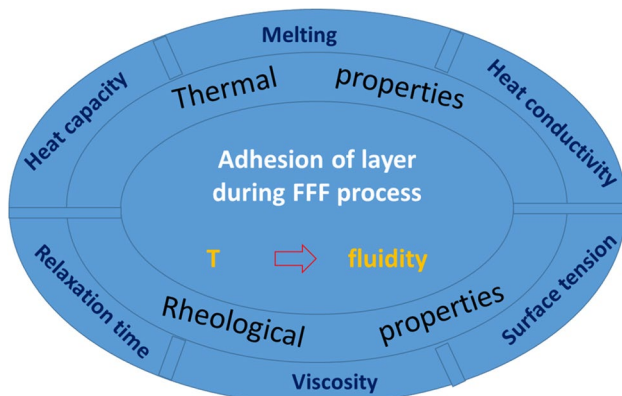 Melting
Heat capacity
Heat conductivity
Thermal properties
Adhesion of layer
during FFF process
T fluidity
Rheological properties
Relaxation time
Surface tension
Viscosity